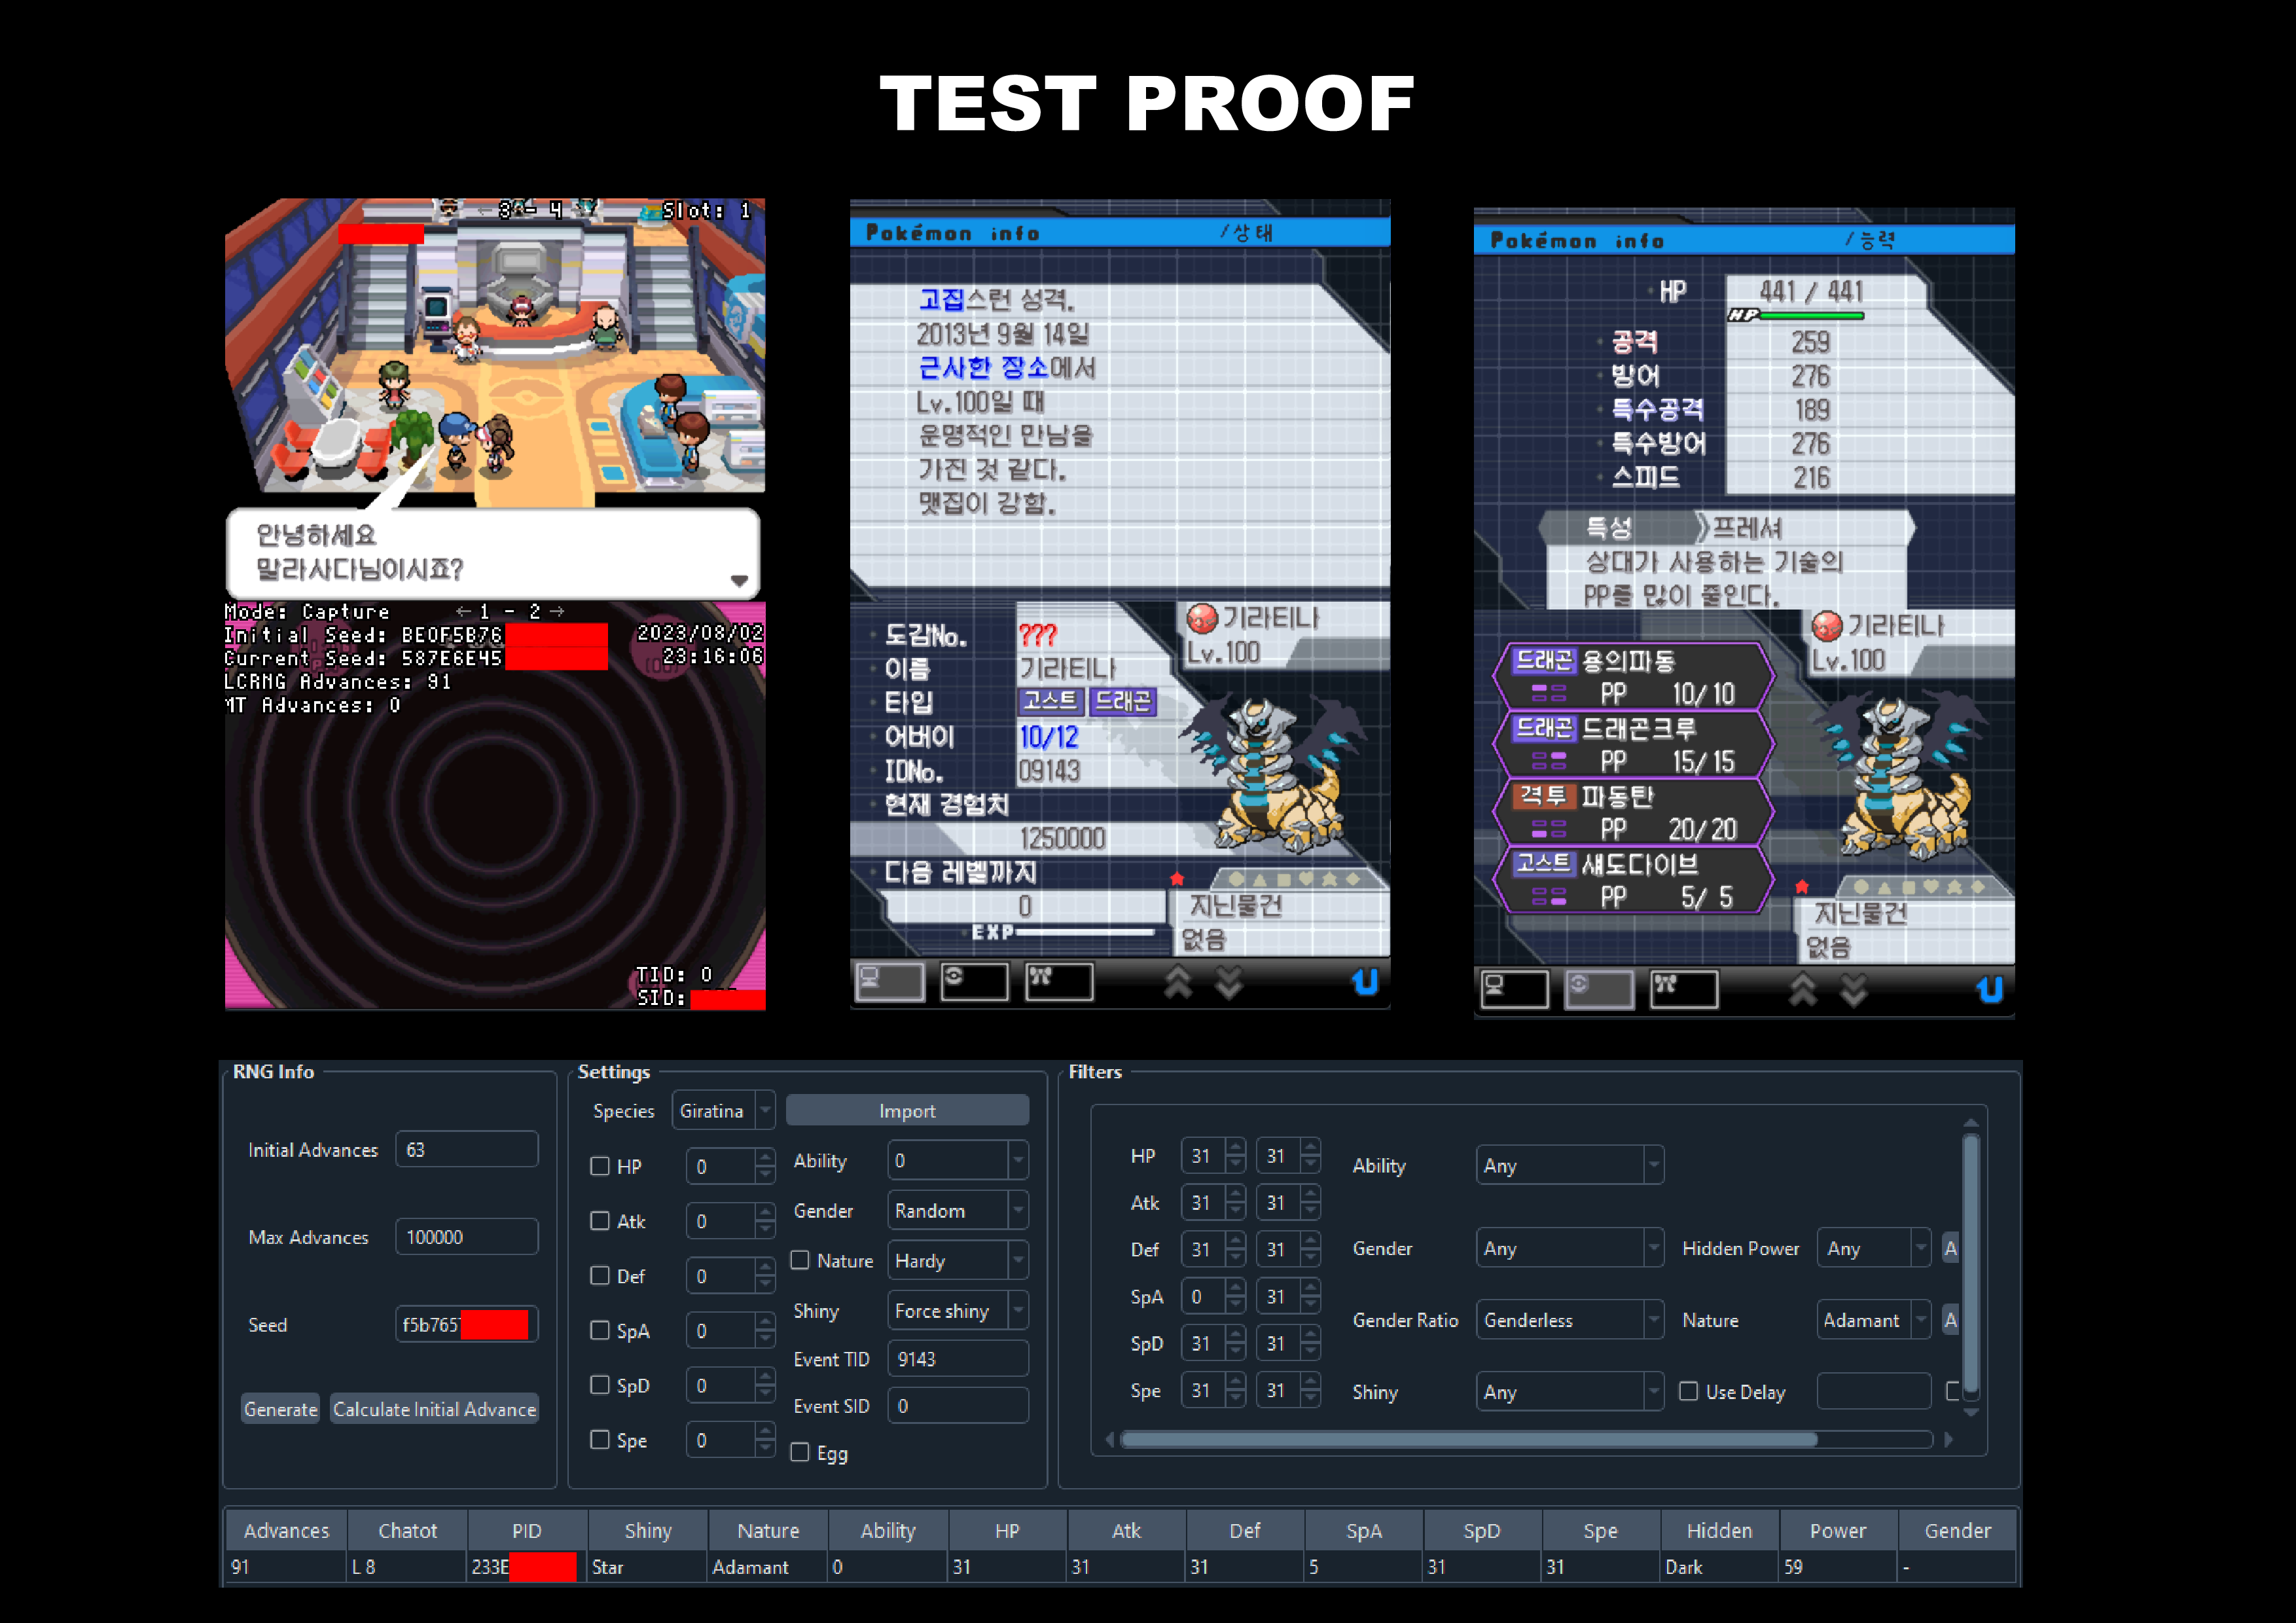 TEST PROOF
← 3 - 4
Slot: 1
안녕하세요
말라사다님이시죠?
Mode: Capture
← 1 - 2 →
Initial Seed: BE0F5B76
2023/08/02
Current Seed: 587E6E45
23:16:06
LCRNG Advances: 91
MT Advances: 0
TID: 0
SID:
Pokémon info /상태
고집스런 성격.
2013년 9월 14일
근사한 장소에서
Lv.100일 때
운명적인 만남을
가진 것 같다.
맷집이 강함.
도감No. ???
이름 기라티나
타입 고스트 드래곤
어버이 10/12
IDNo. 09143
현재 경험치
1250000
다음 레벨까지
0
EXP
기라티나
Lv.100
지닌물건
없음
Pokémon info /능력
HP 441 / 441
HP
공격 259
방어 276
특수공격 189
특수방어 276
스피드 216
특성 프레셔
상대가 사용하는 기술의
PP를 많이 줄인다.
드래곤 용의파동
PP 10/10
드래곤 드래곤크루
PP 15/15
격투 파동탄
PP 20/20
고스트 섀도다이브
PP 5/ 5
기라티나
Lv.100
지닌물건
없음
RNG Info
Initial Advances 63
Max Advances 100000
Seed f5b765
Generate Calculate Initial Advance
Settings
Species Giratina Import
HP 0
Atk 0
Def 0
SpA 0
SpD 0
Spe 0
Ability 0
Gender Random
Nature Hardy
Shiny Force shiny
Event TID 9143
Event SID 0
Egg
Filters
HP 31 31
Atk 31 31
Def 31 31
SpA 0 31
SpD 31 31
Spe 31 31
Ability Any
Gender Any
Hidden Power Any A
Gender Ratio Genderless
Nature Adamant A
Shiny Any
Use Delay
Advances Chatot PID Shiny Nature Ability HP Atk Def SpA SpD Spe Hidden Power Gender
91 L 8 233E Star Adamant 0 31 31 31 5 31 31 Dark 59 -